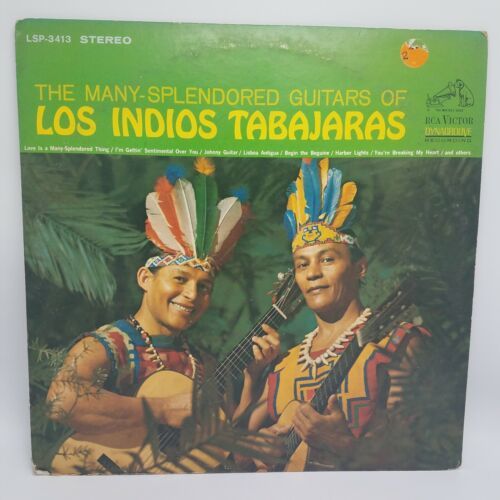 LSP-3413 STEREO
2
THE MANY-SPLENDORED GUITARS OF
LOS INDIOS TABAJARAS
Love Is a Many-Splendored Thing / I'm Gettin' Sentimental Over You / Johnny Guitar / Lisboa Antigua / Begin the Beguine / Harbor Lights / You're Breaking My Heart / and others
RCA VICTOR
DYNAGROOVE
RECORDING